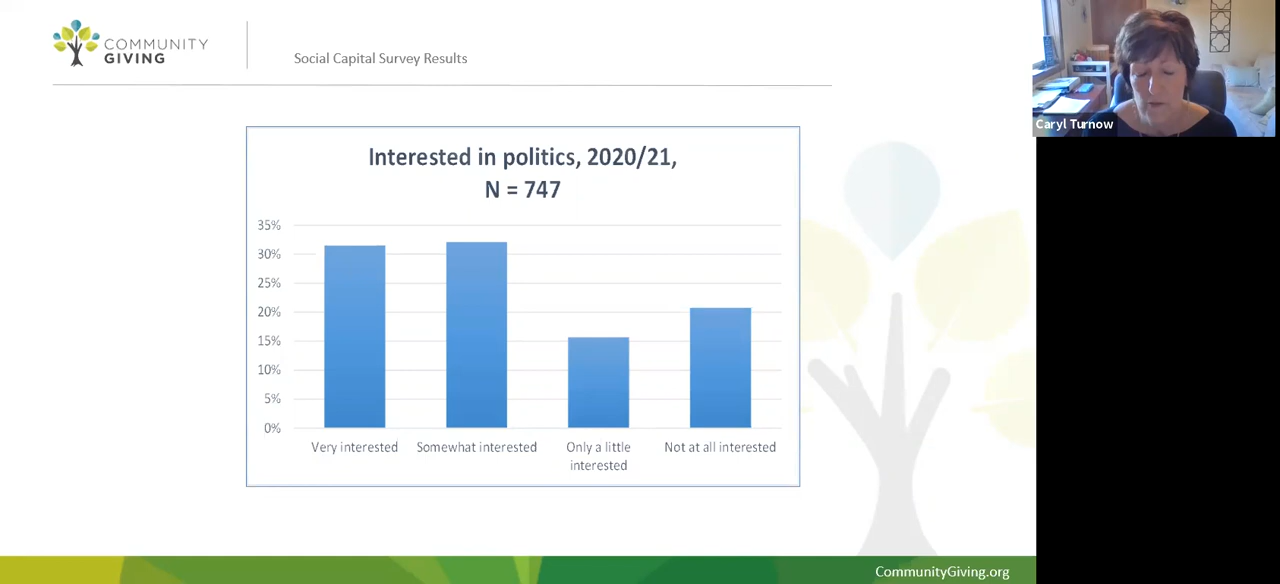 COMMUNITY
GIVING
Social Capital Survey Results
Caryl Turnow
Interested in politics, 2020/21,
N = 747
35%
30%
25%
20%
15%
10%
5%
0%
Very interested
Somewhat interested
Only a little
interested
Not at all interested
CommunityGiving.org